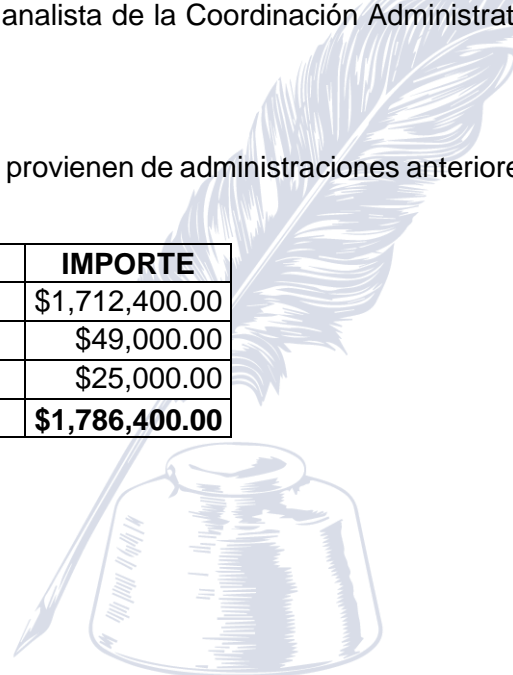 analista de la Coordinación Administrat
provienen de administraciones anteriore
IMPORTE
$1,712,400.00
$49,000.00
$25,000.00
$1,786,400.00